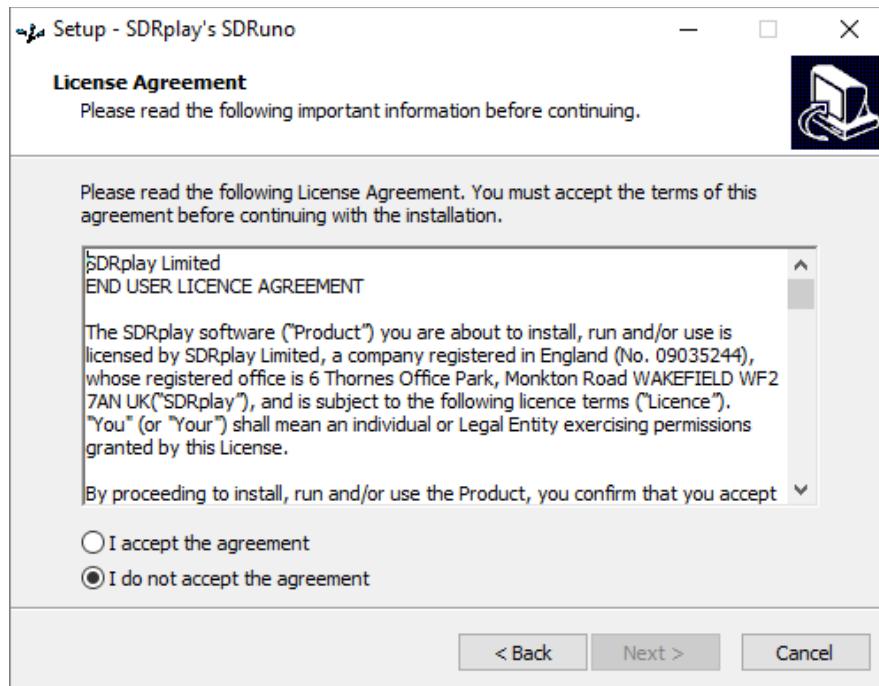 Setup - SDRplay's SDRuno
License Agreement
Please read the following important information before continuing.
Please read the following License Agreement. You must accept the terms of this
agreement before continuing with the installation.
SDRplay Limited
END USER LICENCE AGREEMENT
The SDRplay software ("Product") you are about to install, run and/or use is
licensed by SDRplay Limited, a company registered in England (No. 09035244),
whose registered office is 6 Thornes Office Park, Monkton Road WAKEFIELD WF2
7AN UK("SDRplay"), and is subject to the following licence terms ("Licence").
"You" (or "Your") shall mean an individual or Legal Entity exercising permissions
granted by this License.
By proceeding to install, run and/or use the Product, you confirm that you accept
I accept the agreement
I do not accept the agreement
< Back
Next >
Cancel